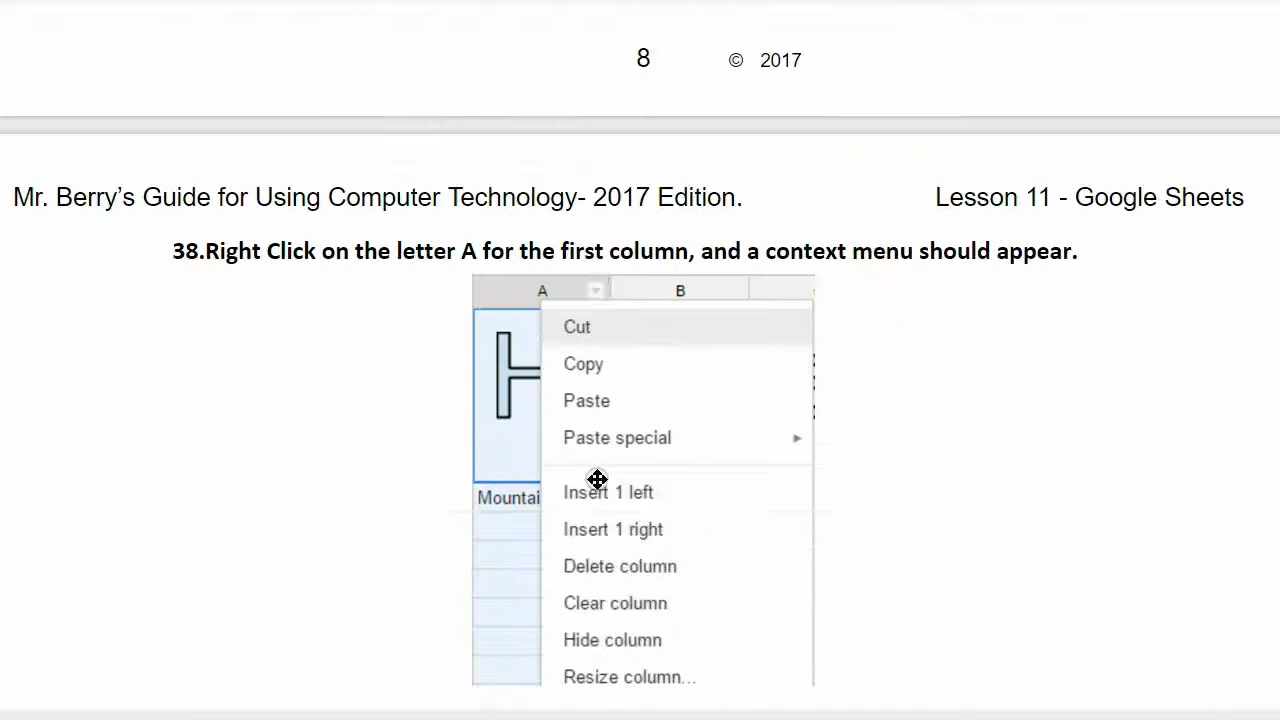 8 © 2017
Mr. Berry’s Guide for Using Computer Technology- 2017 Edition. Lesson 11 - Google Sheets
38.Right Click on the letter A for the first column, and a context menu should appear.
A B
Cut
H
Copy
Paste
Paste special
Insert 1 left
Mountai
Insert 1 right
Delete column
Clear column
Hide column
Resize column...